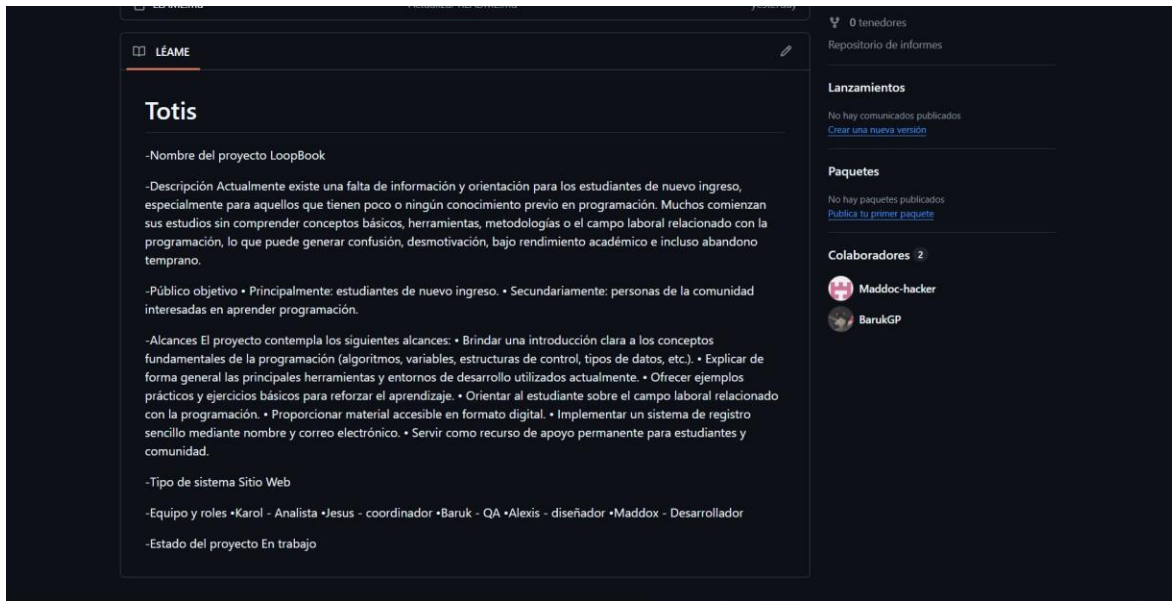 0 tenedores
Repositorio de informes
LÉAME
Totis
-Nombre del proyecto LoopBook
-Descripción Actualmente existe una falta de información y orientación para los estudiantes de nuevo ingreso,
especialmente para aquellos que tienen poco o ningún conocimiento previo en programación. Muchos comienzan
sus estudios sin comprender conceptos básicos, herramientas, metodologías o el campo laboral relacionado con la
programación, lo que puede generar confusión, desmotivación, bajo rendimiento académico e incluso abandono
temprano.
-Público objetivo • Principalmente: estudiantes de nuevo ingreso. • Secundariamente: personas de la comunidad
interesadas en aprender programación.
-Alcances El proyecto contempla los siguientes alcances: • Brindar una introducción clara a los conceptos
fundamentales de la programación (algoritmos, variables, estructuras de control, tipos de datos, etc.). • Explicar de
forma general las principales herramientas y entornos de desarrollo utilizados actualmente. • Ofrecer ejemplos
prácticos y ejercicios básicos para reforzar el aprendizaje. • Orientar al estudiante sobre el campo laboral relacionado
con la programación. • Proporcionar material accesible en formato digital. • Implementar un sistema de registro
sencillo mediante nombre y correo electrónico. • Servir como recurso de apoyo permanente para estudiantes y
comunidad.
-Tipo de sistema Sitio Web
-Equipo y roles •Karol - Analista •Jesus - coordinador •Baruk - QA •Alexis - diseñador •Maddox - Desarrollador
-Estado del proyecto En trabajo
Lanzamientos
No hay comunicados publicados
Crear una nueva versión
Paquetes
No hay paquetes publicados
Publica tu primer paquete
Colaboradores 2
Maddoc-hacker
BarukGP